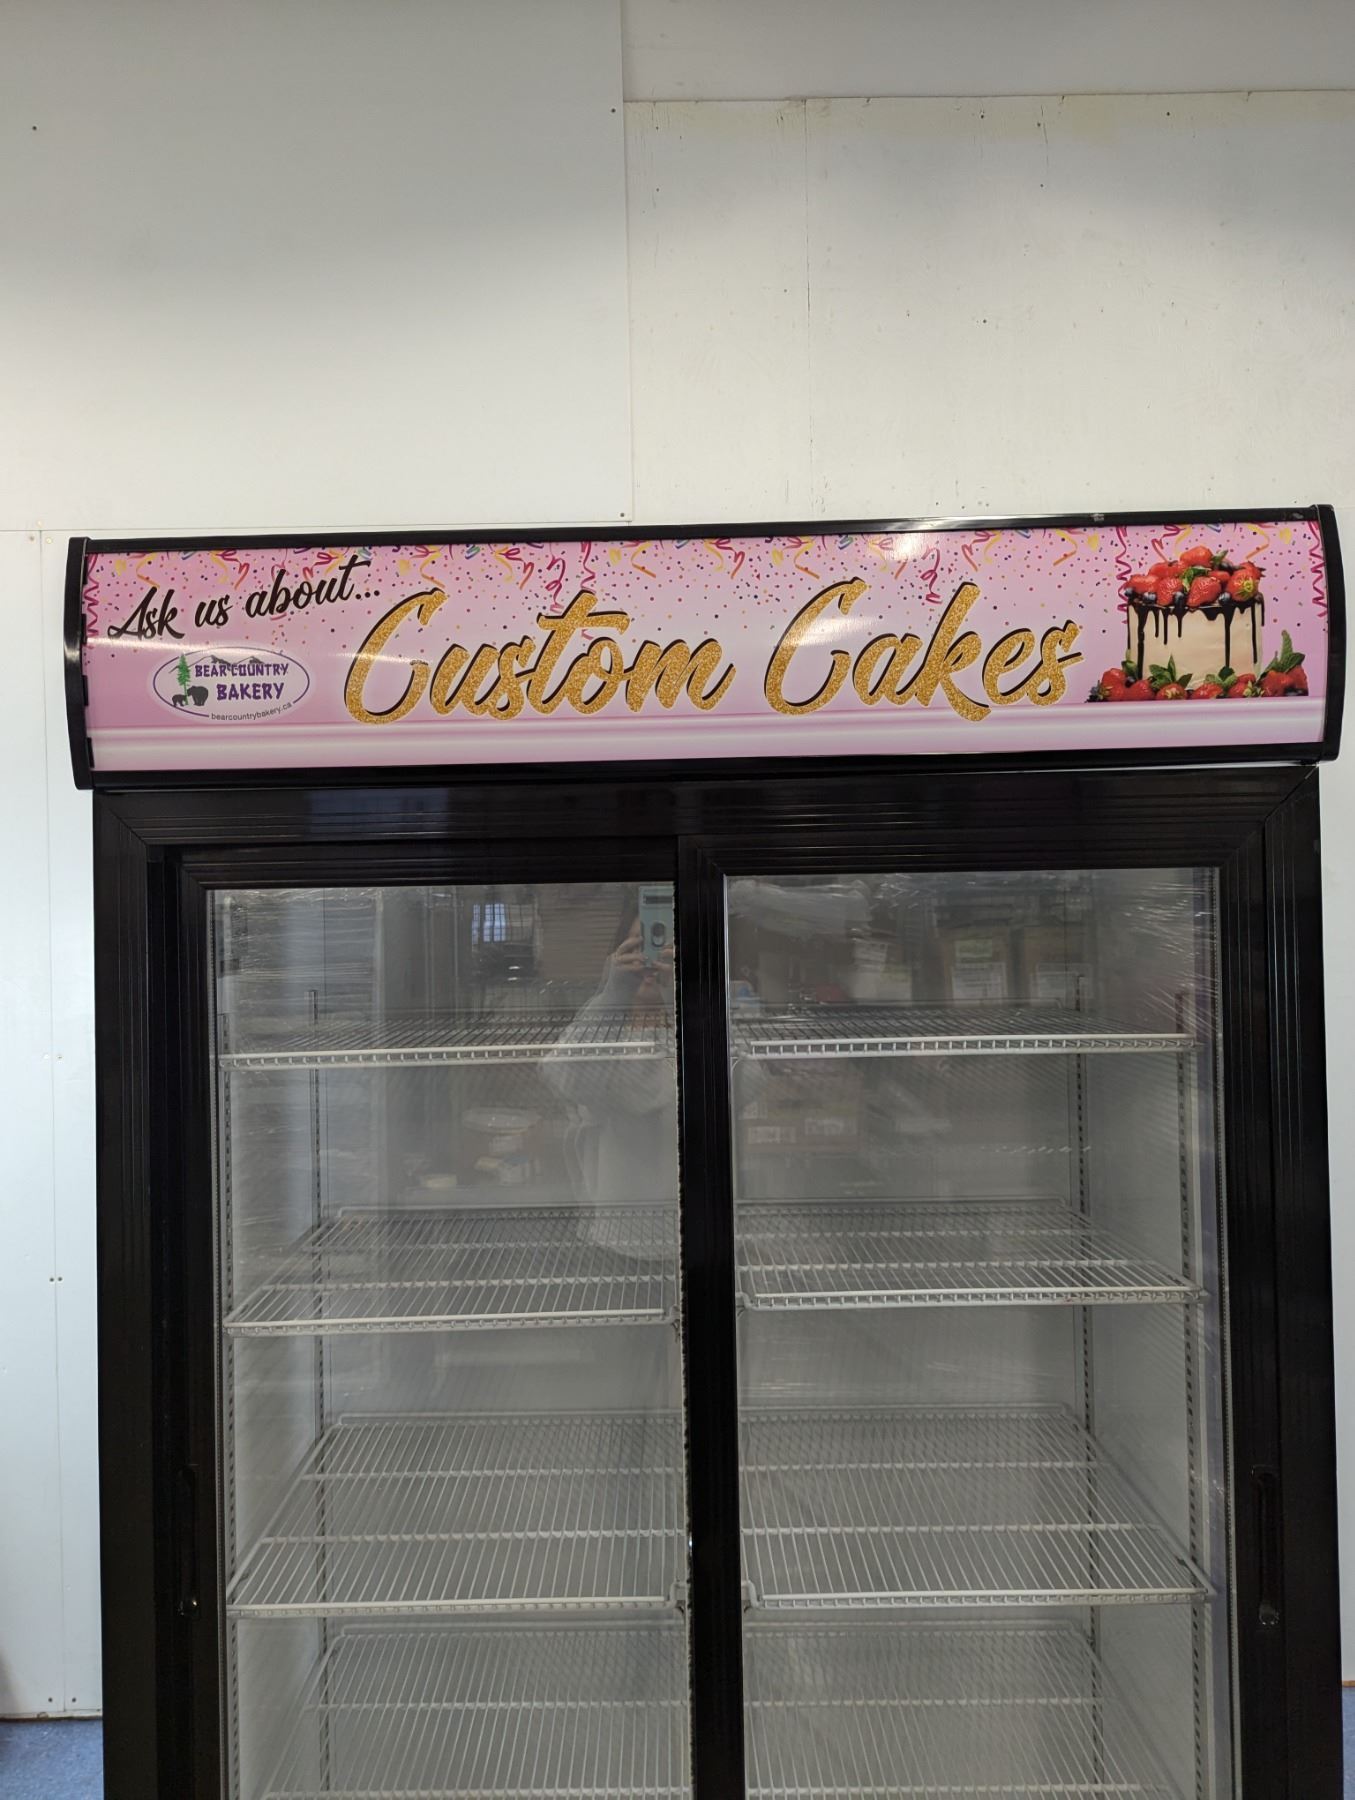 Ask us about...
Custom Cakes
BEAR COUNTRY
BAKERY
bearcountrybakery.ca